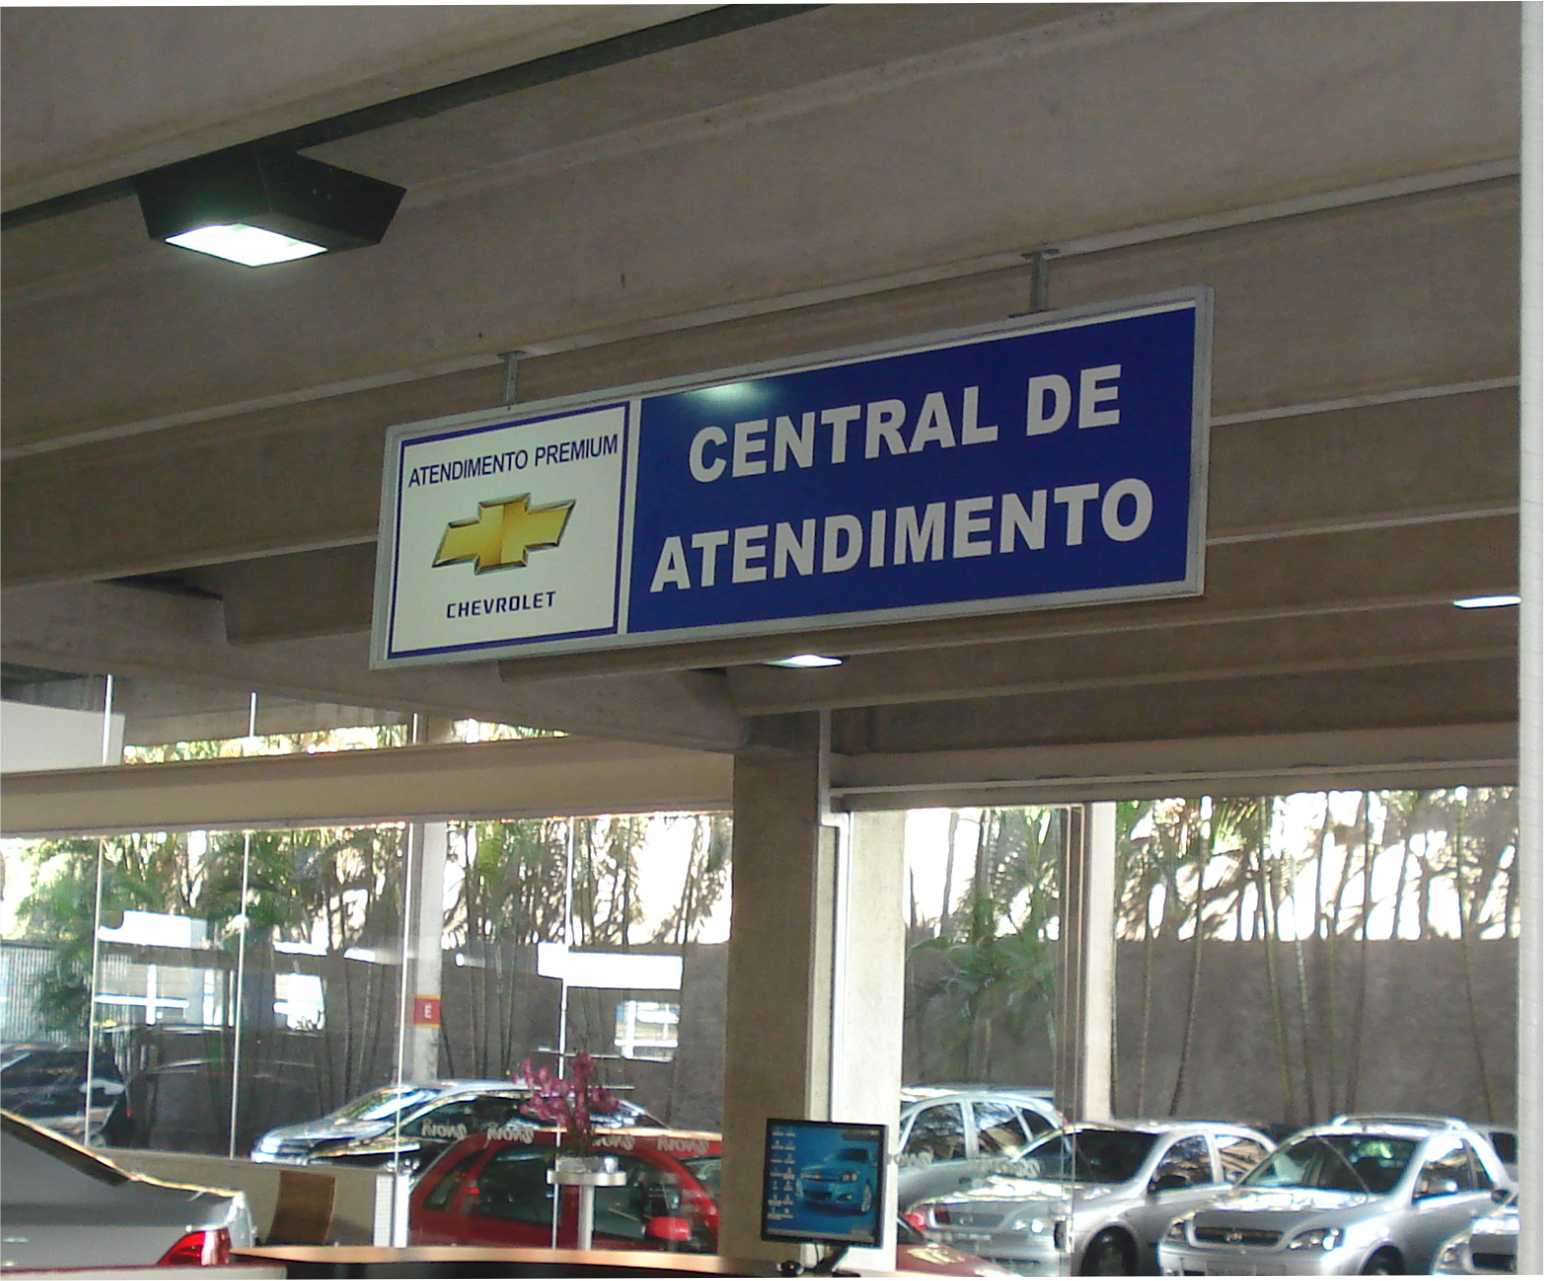 ATENDIMENTO PREMIUM
CHEVROLET
CENTRAL DE
ATENDIMENTO
E